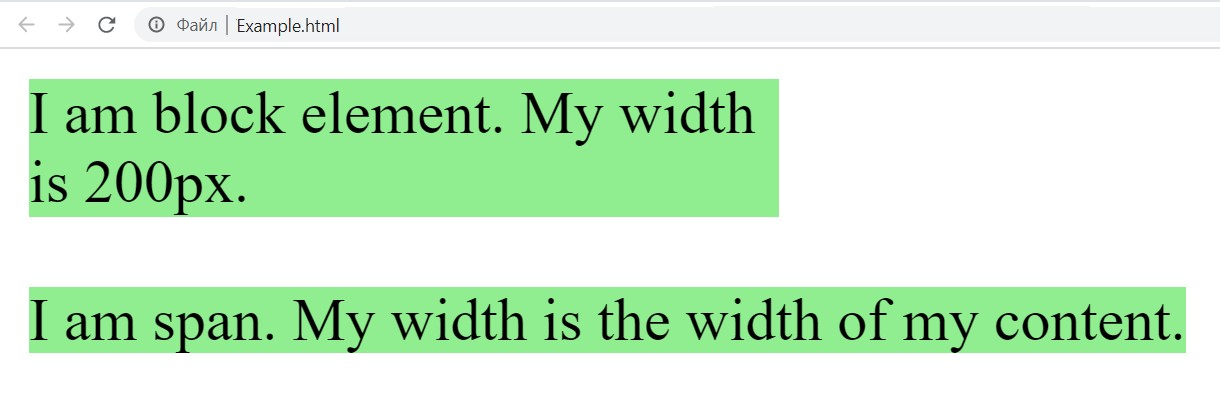 Файл | Example.html
I am block element. My width
is 200px.
I am span. My width is the width of my content.